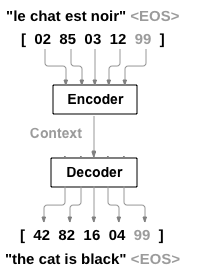 "le chat est noir" <EOS>
[ 02 85 03 12 99 ]
Encoder
Context
Decoder
[ 42 82 16 04 99 ]
"the cat is black" <EOS>